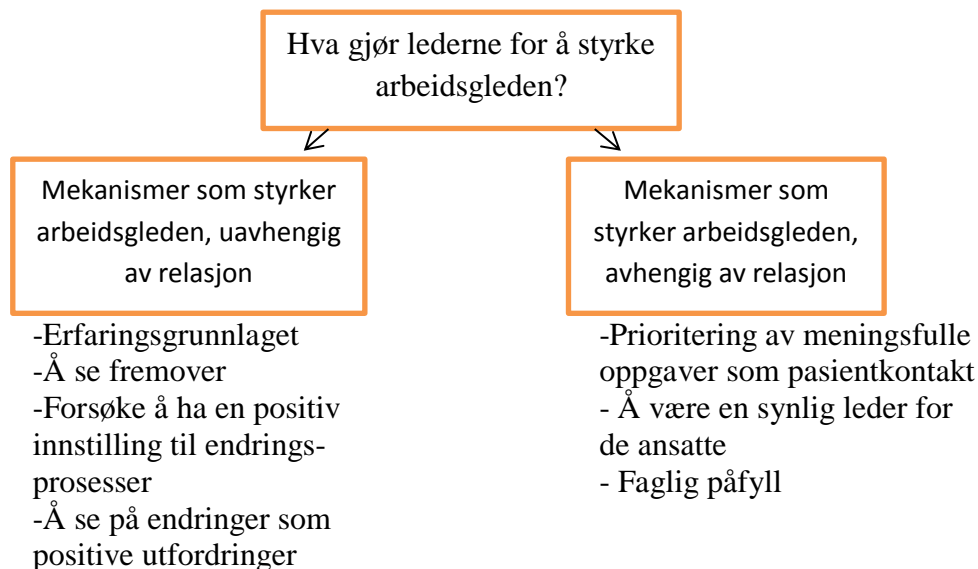 Hva gjør lederne for å styrke
arbeidsgleden?
Mekanismer som styrker
arbeidsgleden, uavhengig
av relasjon
-Erfaringsgrunnlaget
-Å se fremover
-Forsøke å ha en positiv
innstilling til endrings-
prosesser
-Å se på endringer som
positive utfordringer
Mekanismer som
styrker arbeidsgleden,
avhengig av relasjon
-Prioritering av meningsfulle
oppgaver som pasientkontakt
- Å være en synlig leder for
de ansatte
- Faglig påfyll